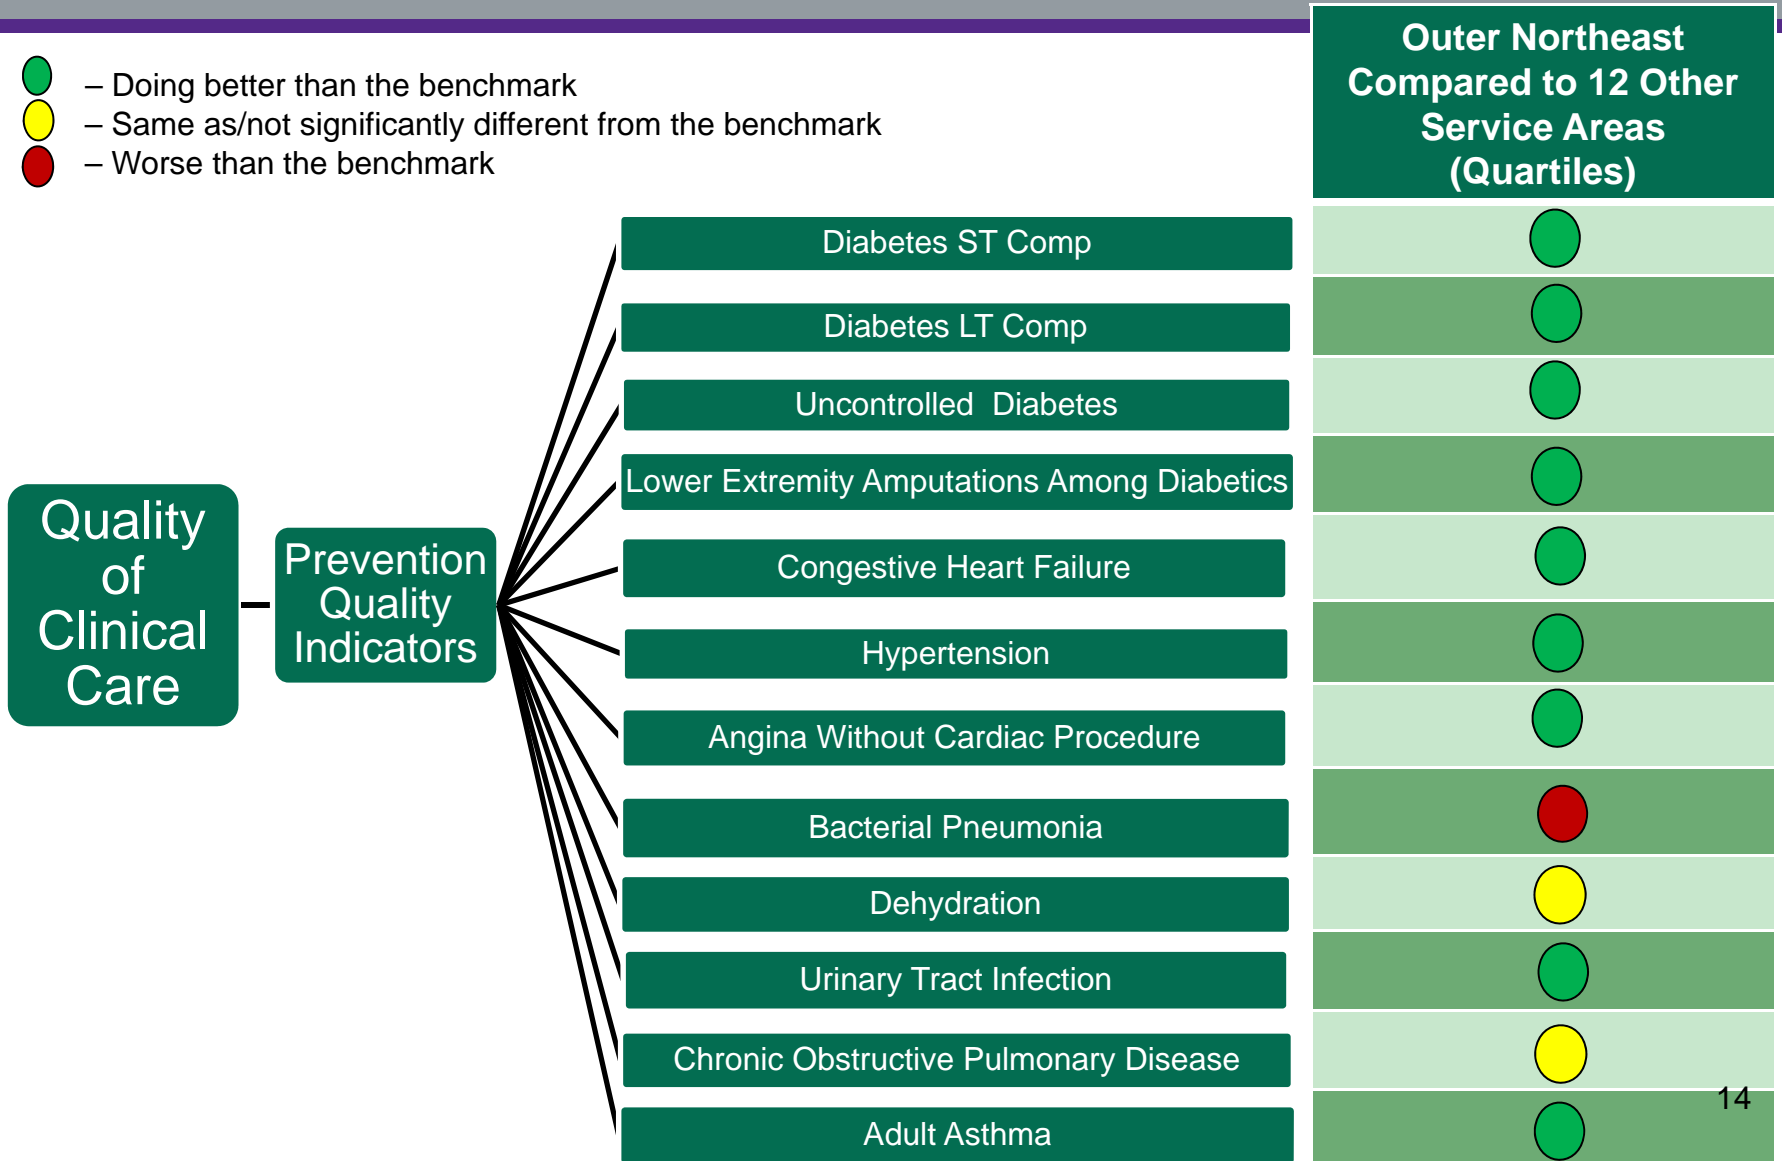 – Doing better than the benchmark
– Same as/not significantly different from the benchmark
– Worse than the benchmark
Outer Northeast
Compared to 12 Other
Service Areas
(Quartiles)
Quality
of
Clinical
Care
Prevention
Quality
Indicators
Diabetes ST Comp
Diabetes LT Comp
Uncontrolled  Diabetes
Lower Extremity Amputations Among Diabetics
Congestive Heart Failure
Hypertension
Angina Without Cardiac Procedure
Bacterial Pneumonia
Dehydration
Urinary Tract Infection
Chronic Obstructive Pulmonary Disease
Adult Asthma
14